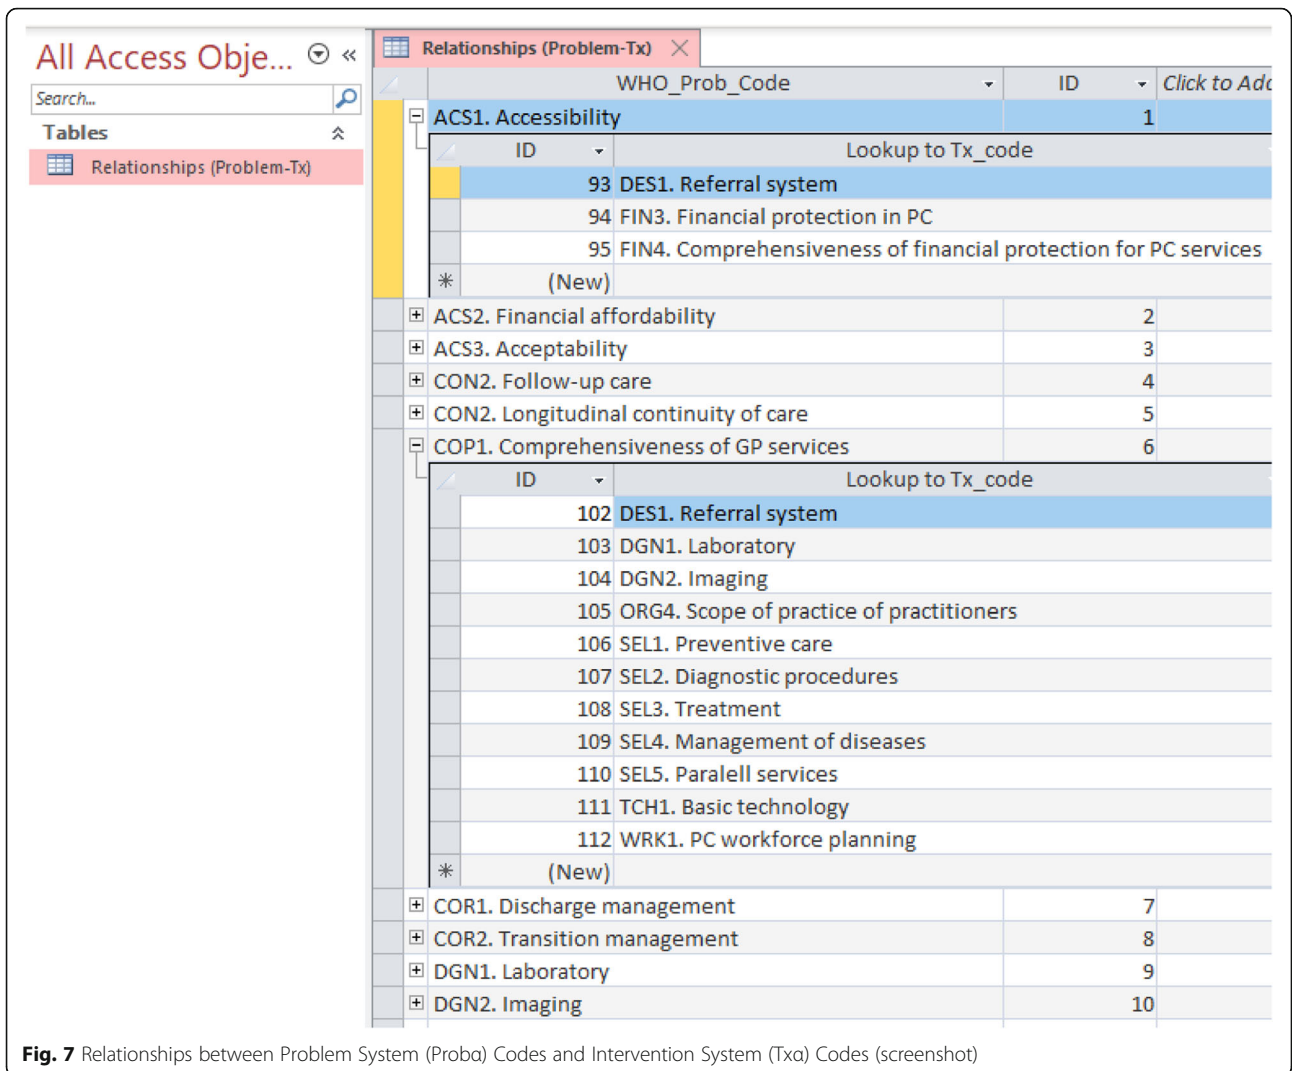 All Access Obje... «
Search...
Tables
Relationships (Problem-Tx)
Relationships (Problem-Tx)
WHO_Prob_Code ID Click to Add
ACS1. Accessibility 1
ID Lookup to Tx_code
93 DES1. Referral system
94 FIN3. Financial protection in PC
95 FIN4. Comprehensiveness of financial protection for PC services
* (New)
ACS2. Financial affordability 2
ACS3. Acceptability 3
CON2. Follow-up care 4
CON2. Longitudinal continuity of care 5
COP1. Comprehensiveness of GP services 6
ID Lookup to Tx_code
102 DES1. Referral system
103 DGN1. Laboratory
104 DGN2. Imaging
105 ORG4. Scope of practice of practitioners
106 SEL1. Preventive care
107 SEL2. Diagnostic procedures
108 SEL3. Treatment
109 SEL4. Management of diseases
110 SEL5. Paralell services
111 TCH1. Basic technology
112 WRK1. PC workforce planning
* (New)
COR1. Discharge management 7
COR2. Transition management 8
DGN1. Laboratory 9
DGN2. Imaging 10
Fig. 7 Relationships between Problem System (Probα) Codes and Intervention System (Txα) Codes (screenshot)